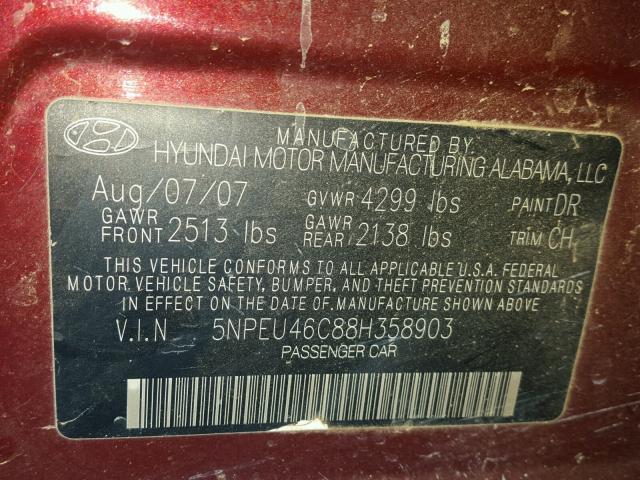 MANUFACTURED BY
HYUNDAI MOTOR MANUFACTURING ALABAMA, LLC
Aug/07/07 GVWR 4299 lbs PAINT DR
GAWR FRONT 2513 lbs GAWR REAR 2138 lbs TRIM CH
THIS VEHICLE CONFORMS TO ALL APPLICABLE U.S.A. FEDERAL
MOTOR VEHICLE SAFETY, BUMPER, AND THEFT PREVENTION STANDARDS
IN EFFECT ON THE DATE OF MANUFACTURE SHOWN ABOVE
V.I.N 5NPEU46C88H358903
PASSENGER CAR